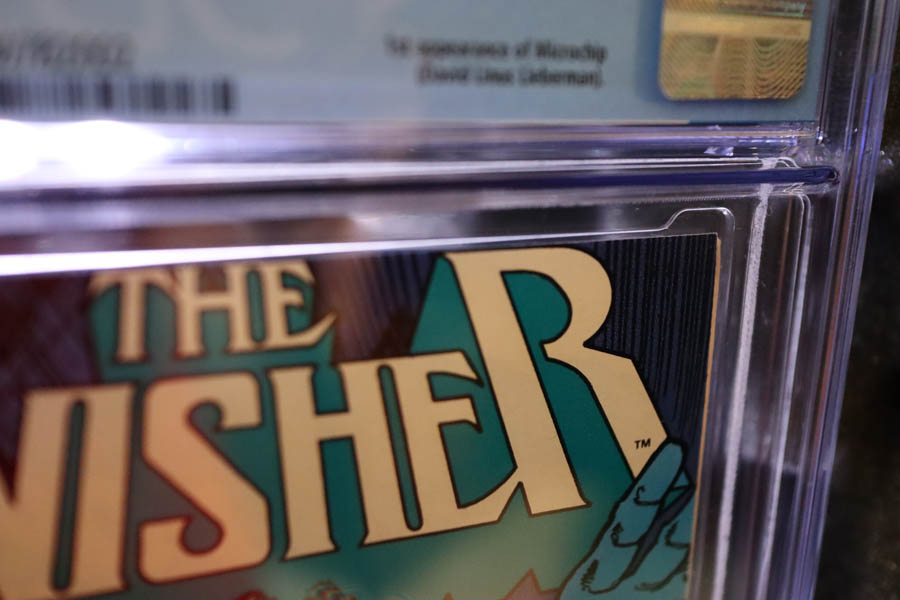 1st appearance of Microchip
(David Linus Lieberman).
THE
NISHER
TM